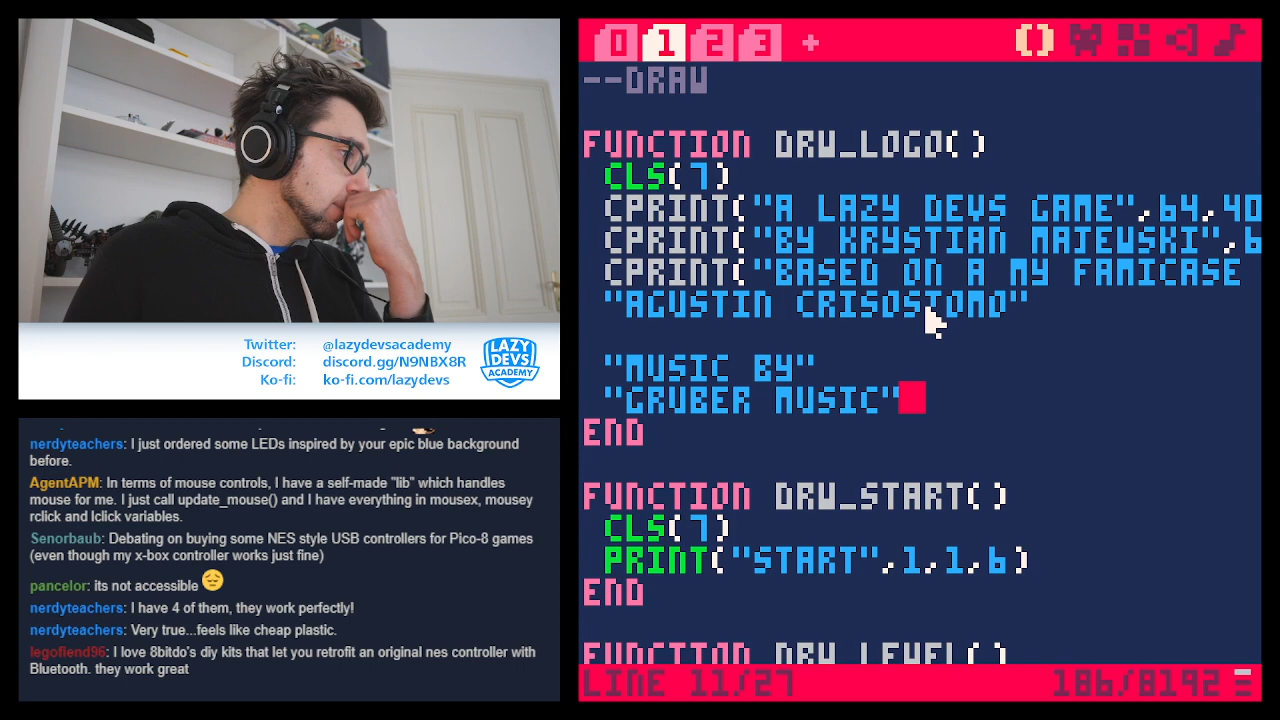 Twitter: @lazydevsacademy
Discord: discord.gg/N9NBX8R
Ko-fi: ko-fi.com/lazydevs
LAZY
DEVS
ACADEMY
nerdyteachers: I just ordered some LEDs inspired by your epic blue background
before.
AgentAPM: In terms of mouse controls, I have a self-made "lib" which handles
mouse for me. I just call update_mouse() and I have everything in mousex, mousey
rclick and lclick variables.
Senorbaub: Debating on buying some NES style USB controllers for Pico-8 games
(even though my x-box controller works just fine)
pancelor: its not accessible
nerdyteachers: I have 4 of them, they work perfectly!
nerdyteachers: Very true...feels like cheap plastic.
legofiend96: I love 8bitdo's diy kits that let you retrofit an original nes controller with
Bluetooth. they work great
0 1 2 3 +
--DRAW
FUNCTION DRW_LOGO()
CLS(7)
CPRINT("A LAZY DEVS GAME",64,40
CPRINT("BY KRYSTIAN MAJEWSKI",6
CPRINT("BASED ON A MY FAMICASE
"AGUSTIN CRISOSTOMO"
"MUSIC BY"
"GRUBER MUSIC"
END
FUNCTION DRW_START()
CLS(7)
PRINT("START",1,1,6)
END
FUNCTION DRW_LEVEL()
LINE 11/27 186/8192